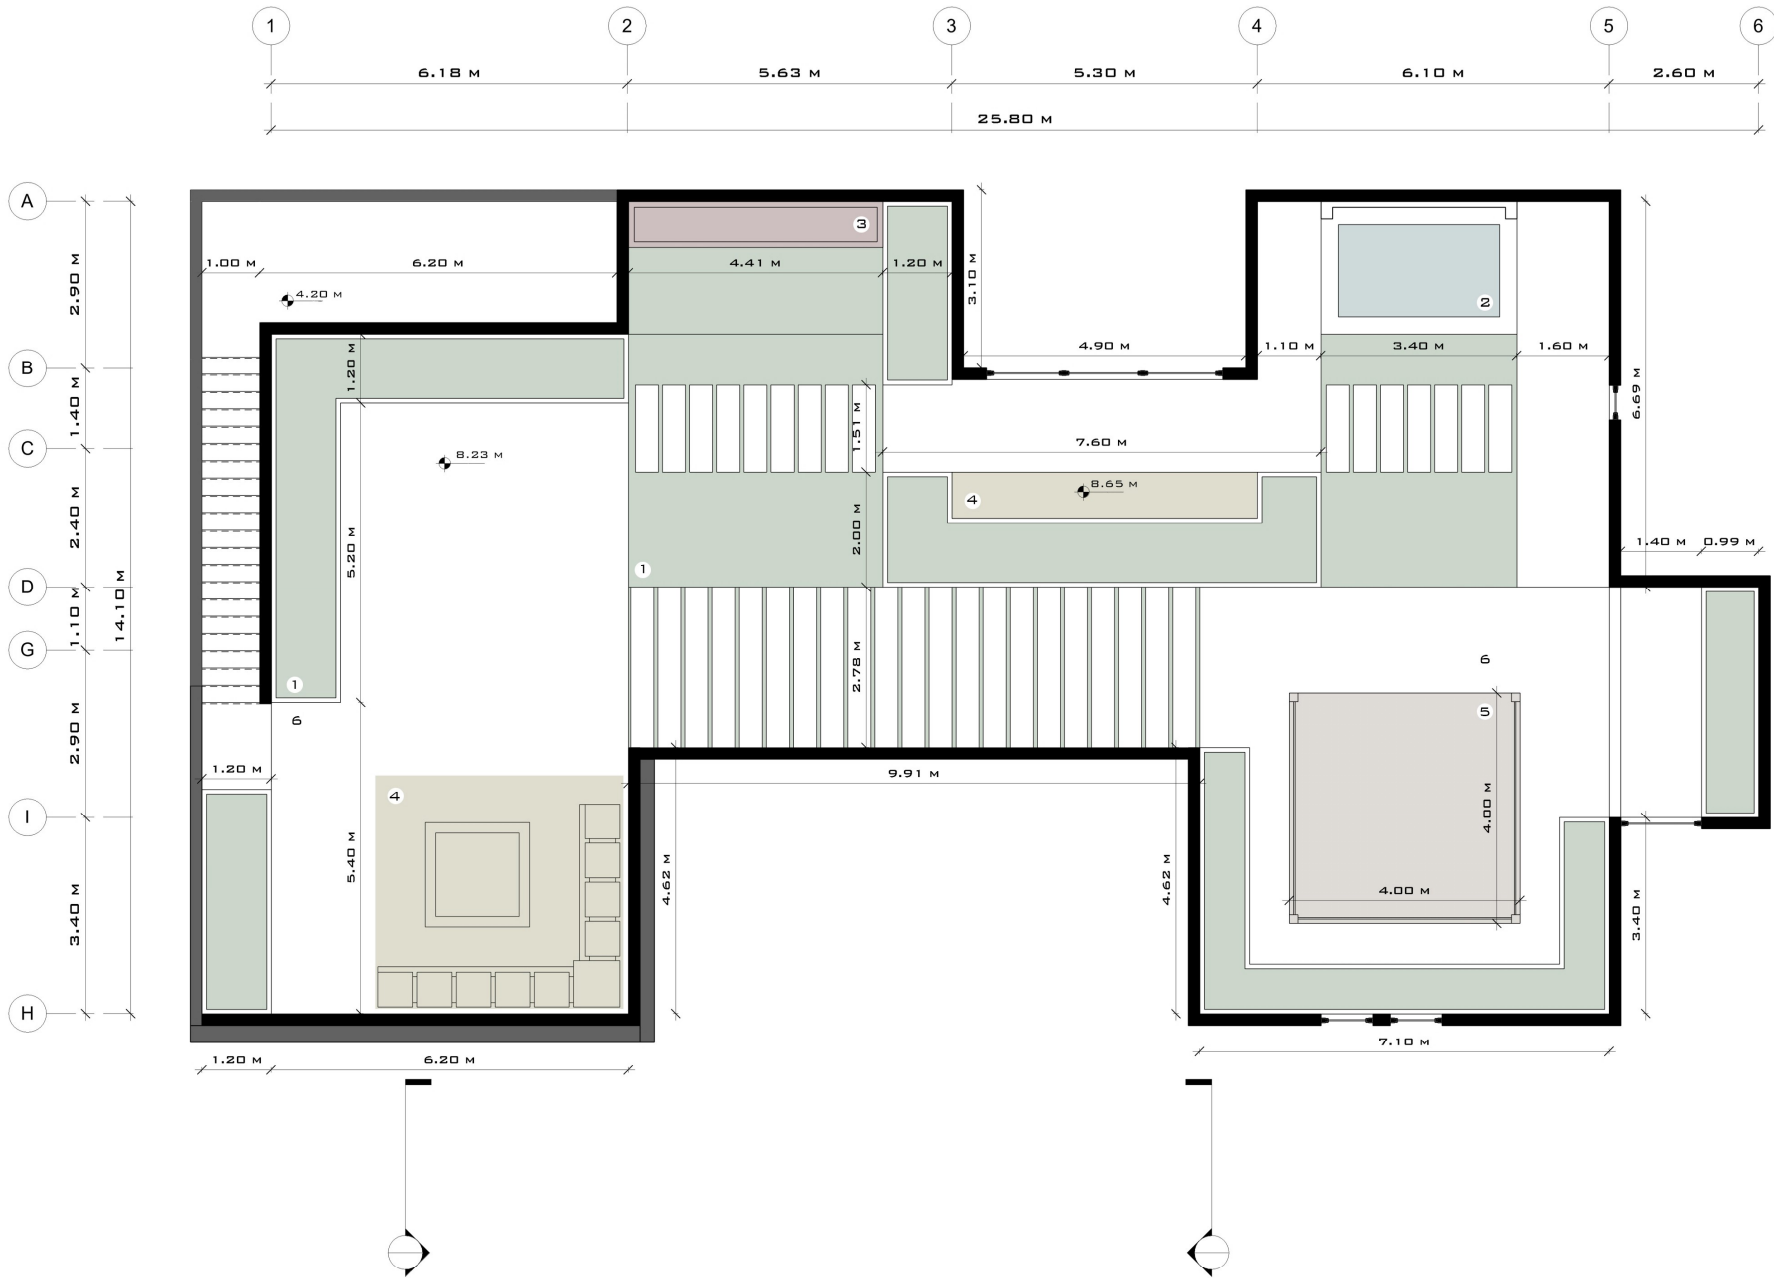 1 2 3 4 5 6
6.18 M 5.63 M 5.30 M 6.10 M 2.60 M
25.80 M
A
B
C
D
G
I
H
2.90 M
1.40 M
2.40 M
1.10 M
2.90 M
3.40 M
14.10 M
1.00 M 6.20 M 4.41 M 1.20 M
3
4.20 M
3.10 M
2
4.90 M 1.10 M 3.40 M 1.60 M
1.20 M
1.51 M
6.69 M
7.60 M
8.23 M
4 8.65 M
5.20 M
2.00 M
1.40 M 0.99 M
1
2.78 M
6
1
6
5
1.20 M
9.91 M
4
4.00 M
5.40 M
4.62 M
4.62 M
4.00 M
3.40 M
1.20 M 6.20 M
7.10 M